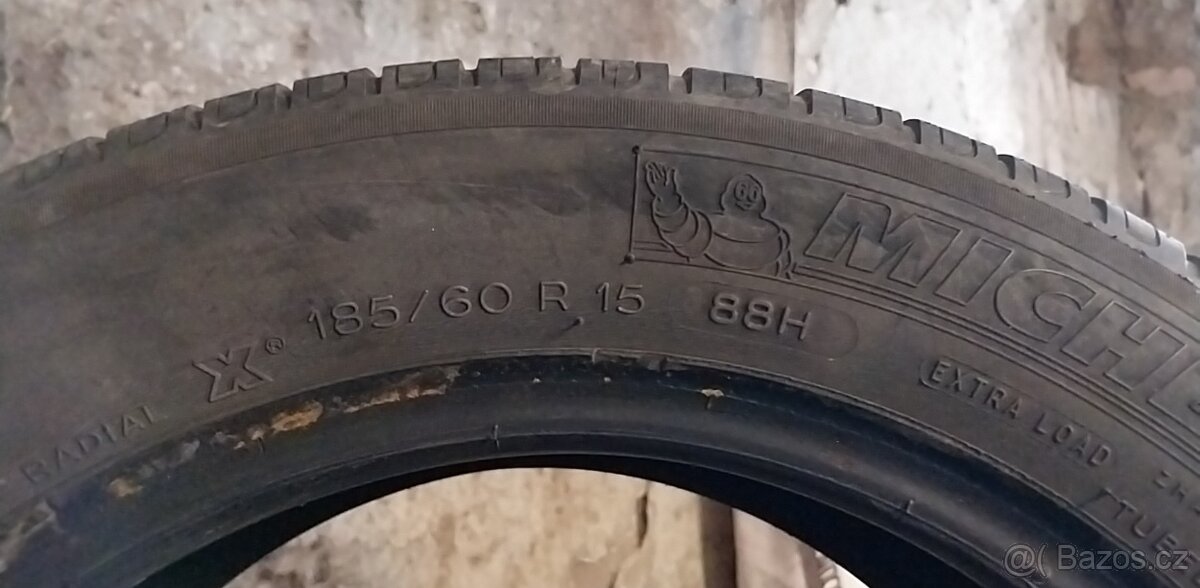 RADIAL X® 185/60 R 15 88H
MICHE
EXTRA LOAD
TUBE
@( Bazos.cz